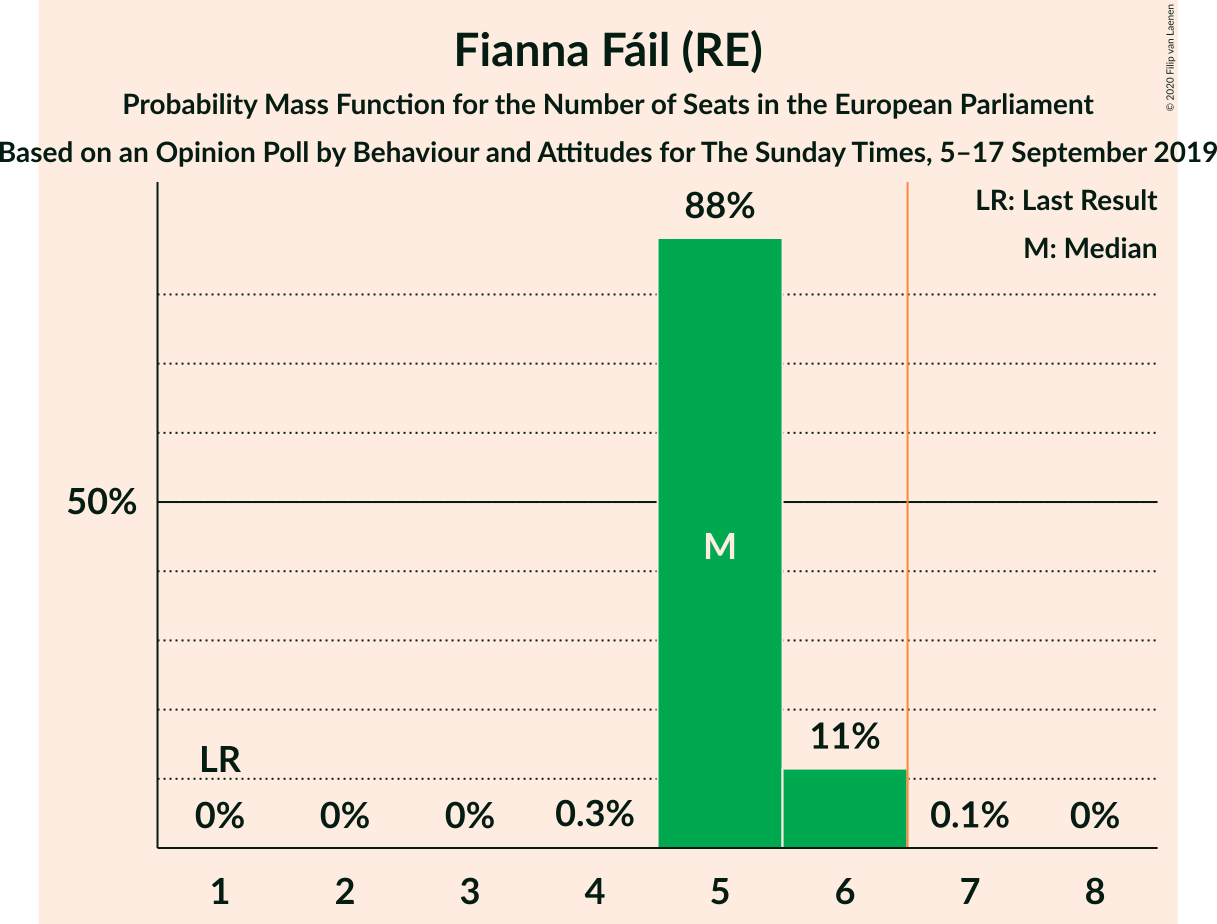 Fianna Fáil (RE)
Probability Mass Function for the Number of Seats in the European Parliament
Based on an Opinion Poll by Behaviour and Attitudes for The Sunday Times, 5–17 September 2019
© 2020 Filip van Laenen
LR: Last Result
M: Median
88%
50%
M
11%
LR
0% 0% 0% 0.3% 0.1% 0%
1 2 3 4 5 6 7 8